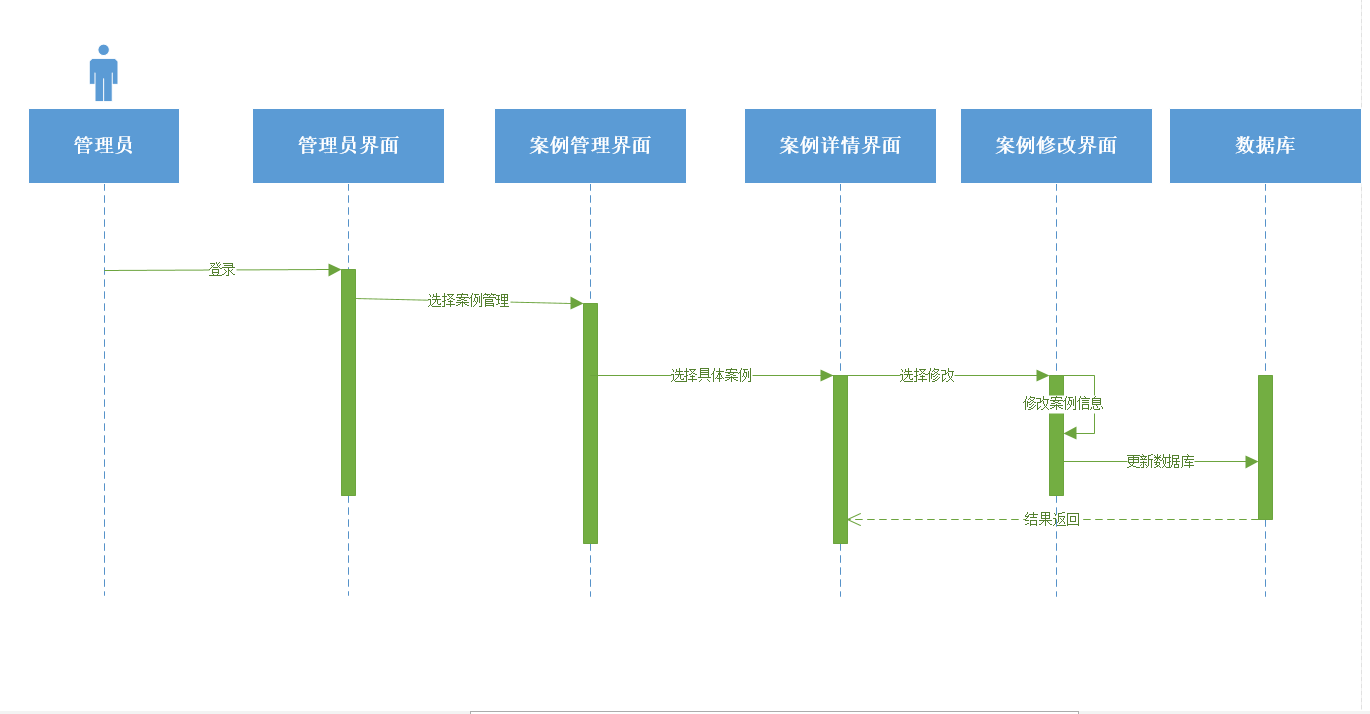 管理员
管理员界面
案例管理界面
案例详情界面
案例修改界面
数据库
登录
选择案例管理
选择具体案例
选择修改
修改案例信息
更新数据库
结果返回